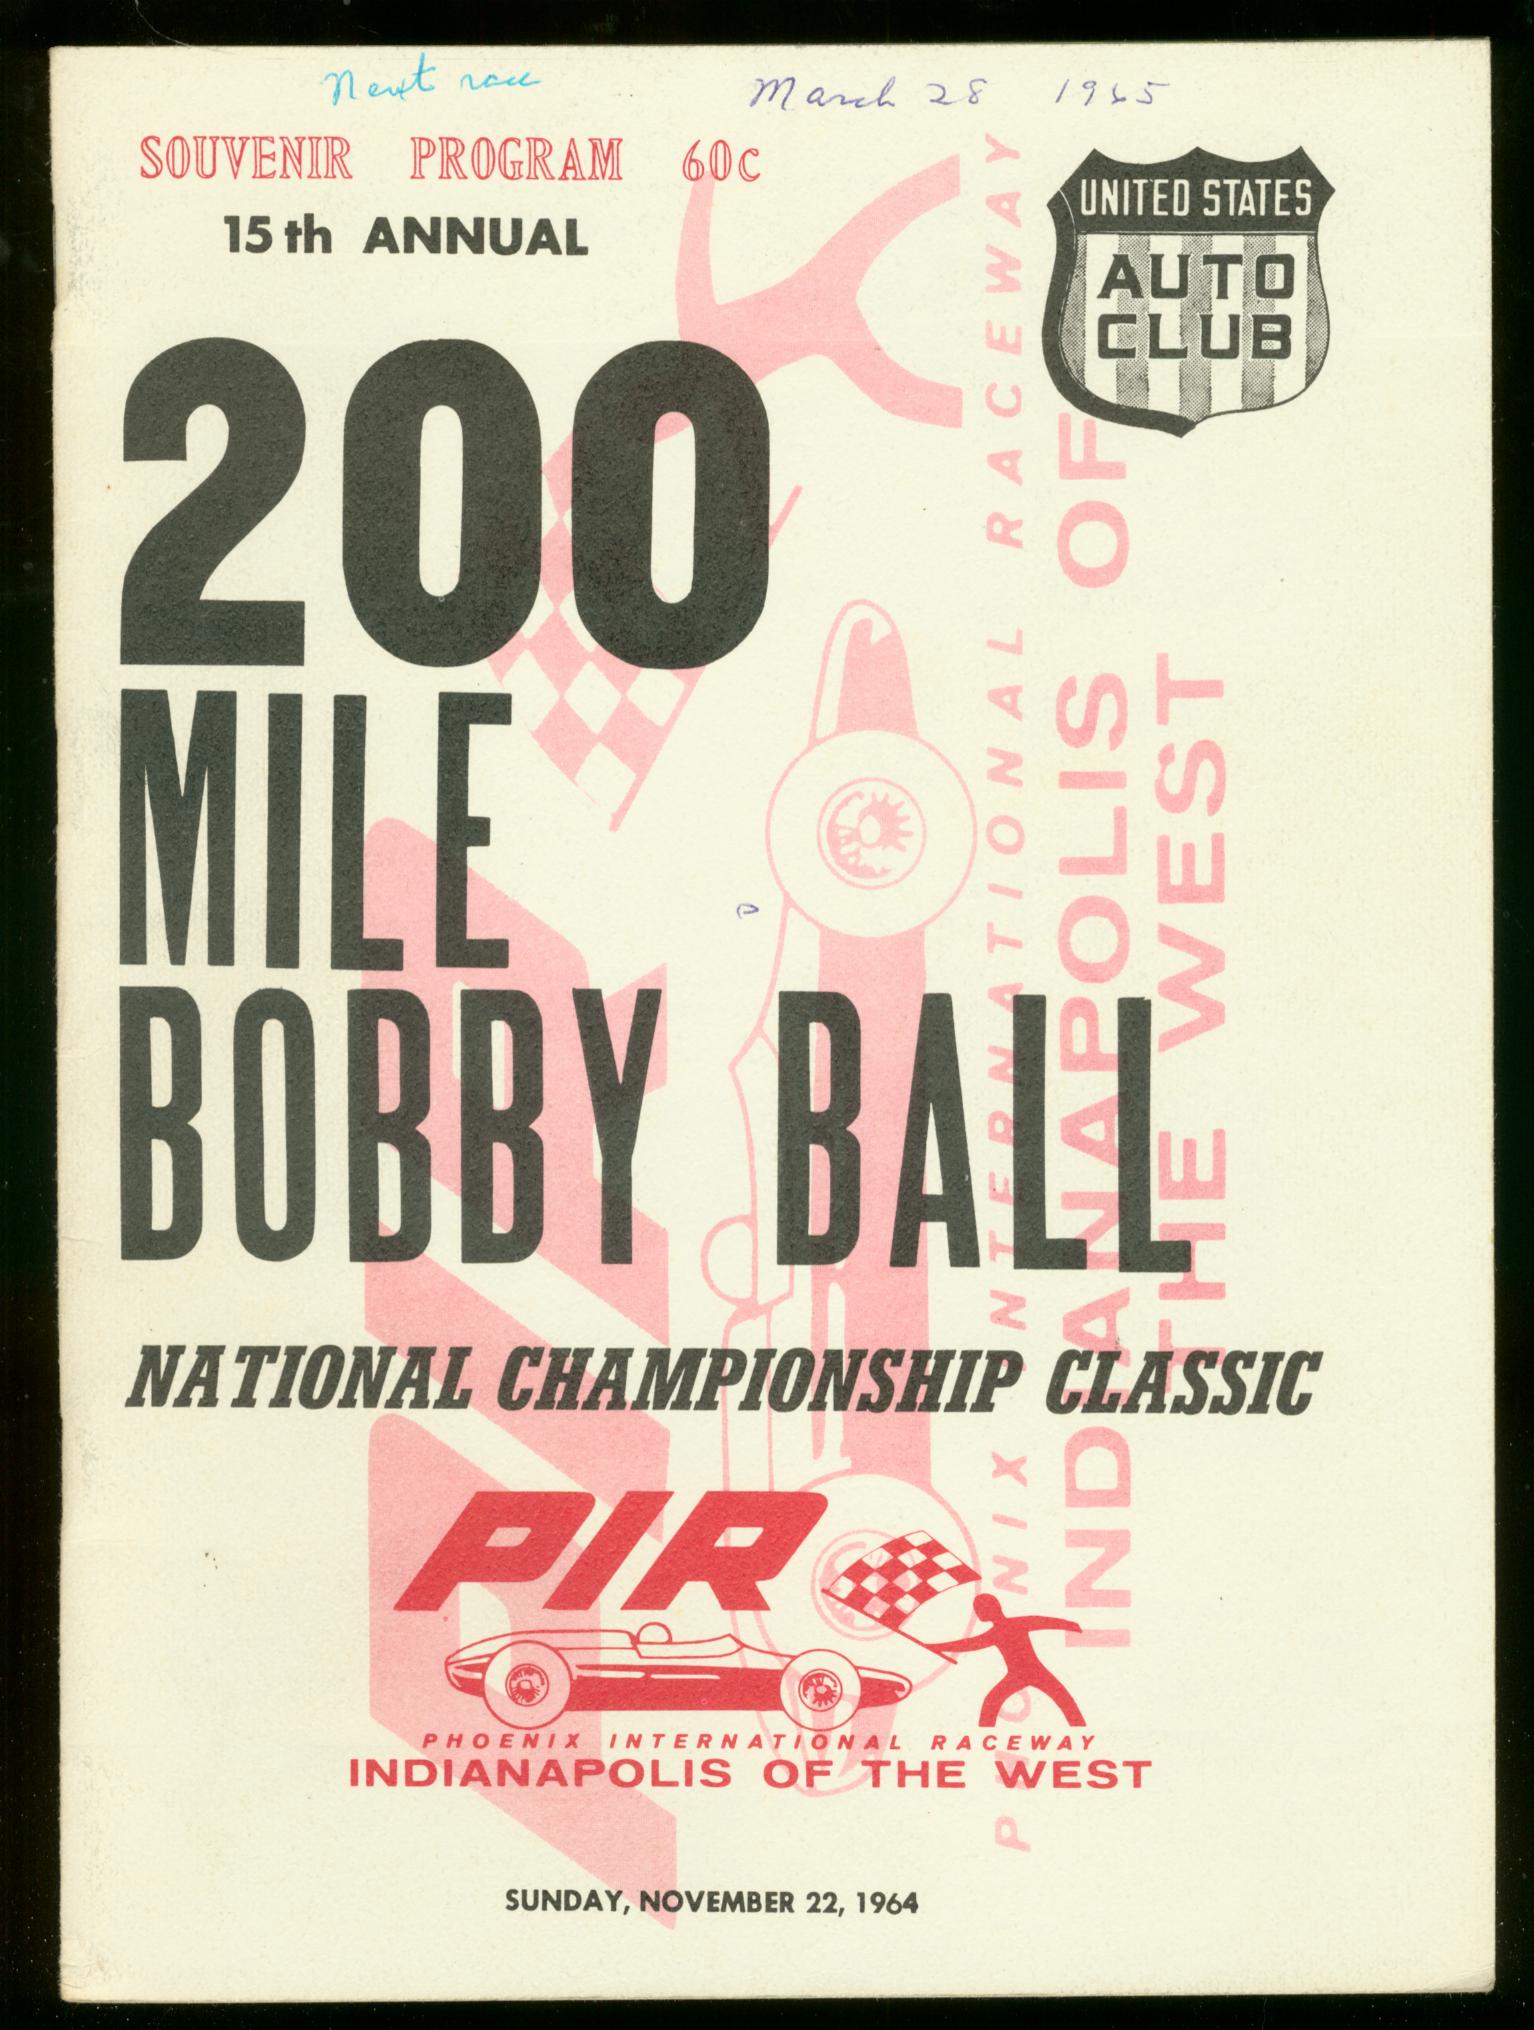 Next race March 28 1965
SOUVENIR PROGRAM 60c
15th ANNUAL
UNITED STATES
AUTO
CLUB
200
MILE
BOBBY BALL
NATIONAL CHAMPIONSHIP CLASSIC
PIR
PHOENIX INTERNATIONAL RACEWAY
INDIANAPOLIS OF THE WEST
SUNDAY, NOVEMBER 22, 1964
PIR
PHOENIX INTERNATIONAL RACEWAY
INDIANAPOLIS OF
THE WEST